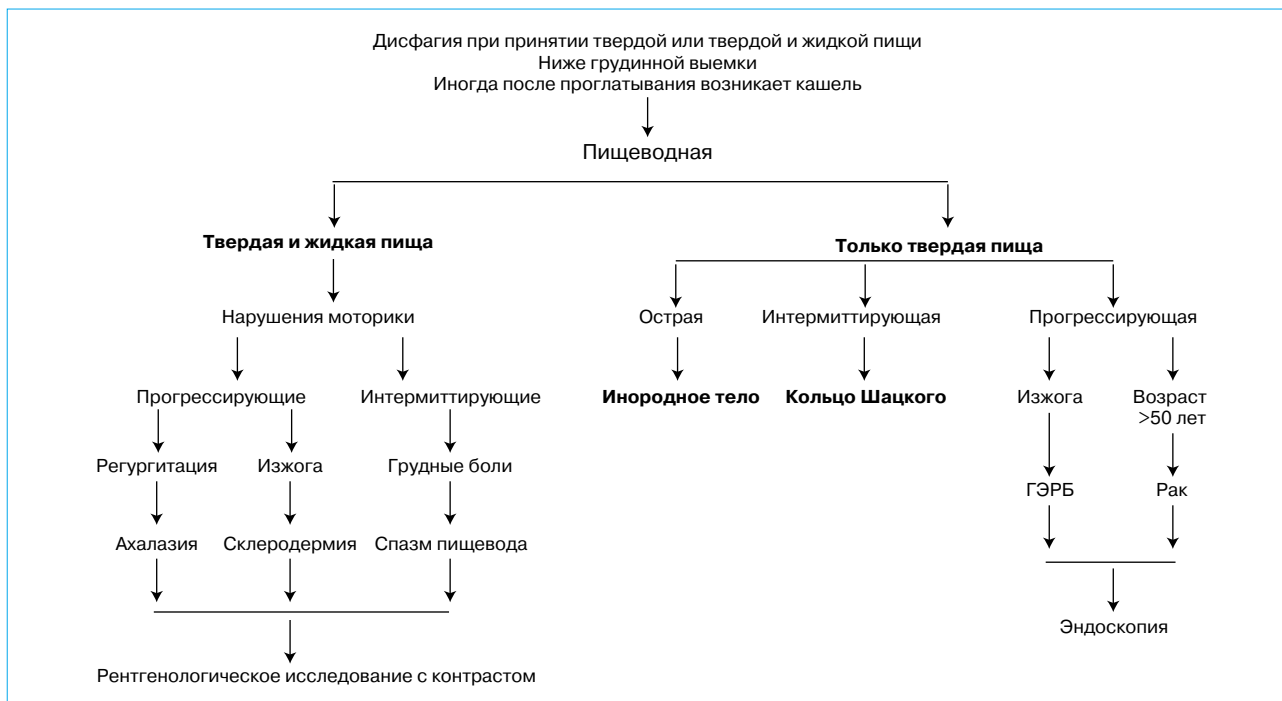 Дисфагия при принятии твердой или твердой и жидкой пищи
Ниже грудинной выемки
Иногда после проглатывания возникает кашель
Пищеводная
Твердая и жидкая пища
Только твердая пища
Нарушения моторики
Острая
Интермиттирующая
Прогрессирующая
Прогрессирующие
Интермиттирующие
Инородное тело
Кольцо Шацкого
Изжога
Возраст
>50 лет
Регургитация
Изжога
Грудные боли
ГЭРБ
Рак
Ахалазия
Склеродермия
Спазм пищевода
Эндоскопия
Рентгенологическое исследование с контрастом